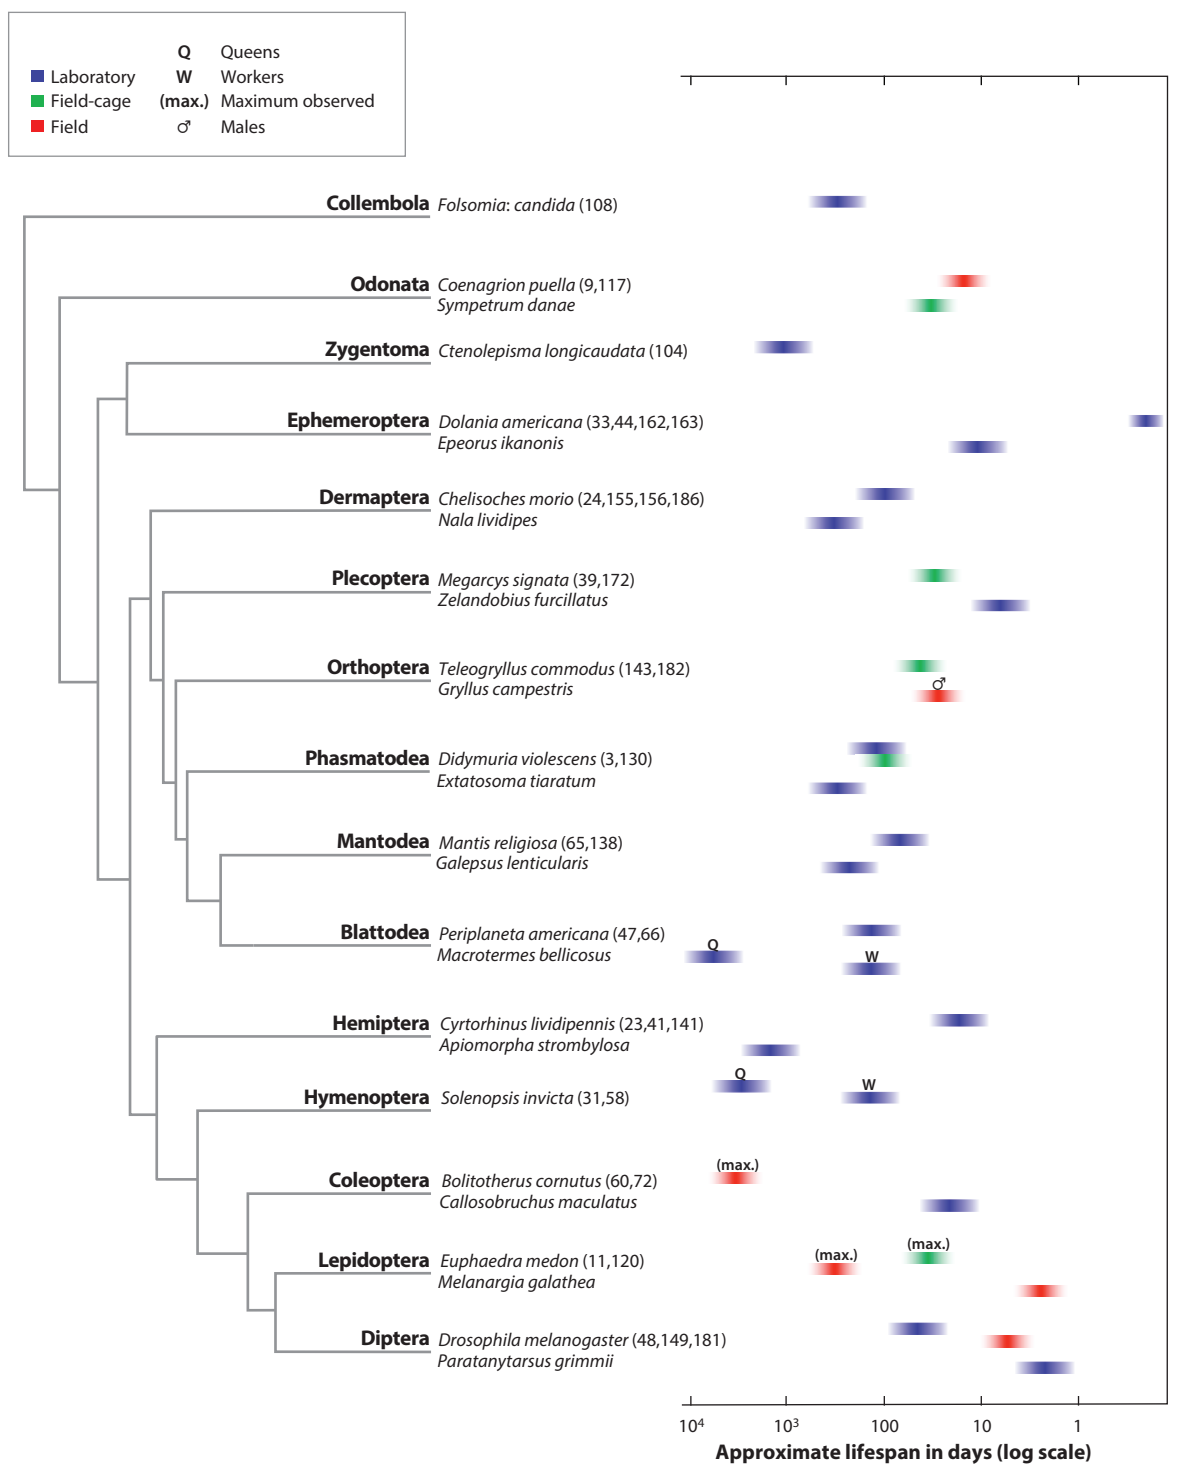 Q Queens
Laboratory W Workers
Field-cage (max.) Maximum observed
Field ♂ Males
Collembola Folsomia: candida (108)
Odonata Coenagrion puella (9,117)
Sympetrum danae
Zygentoma Ctenolepisma longicaudata (104)
Ephemeroptera Dolania americana (33,44,162,163)
Epeorus ikanonis
Dermaptera Chelisoches morio (24,155,156,186)
Nala lividipes
Plecoptera Megarcys signata (39,172)
Zelandobius furcillatus
Orthoptera Teleogryllus commodus (143,182)
♂
Gryllus campestris
Phasmatodea Didymuria violescens (3,130)
Extatosoma tiaratum
Mantodea Mantis religiosa (65,138)
Galepsus lenticularis
Blattodea Periplaneta americana (47,66)
Q
Macrotermes bellicosus W
Hemiptera Cyrtorhinus lividipennis (23,41,141)
Apiomorpha strombylosa
Q
W
Hymenoptera Solenopsis invicta (31,58)
(max.)
Coleoptera Bolitotherus cornutus (60,72)
Callosobruchus maculatus
(max.) (max.)
Lepidoptera Euphaedra medon (11,120)
Melanargia galathea
Diptera Drosophila melanogaster (48,149,181)
Paratanytarsus grimmii
10⁴ 10³ 100 10 1
Approximate lifespan in days (log scale)